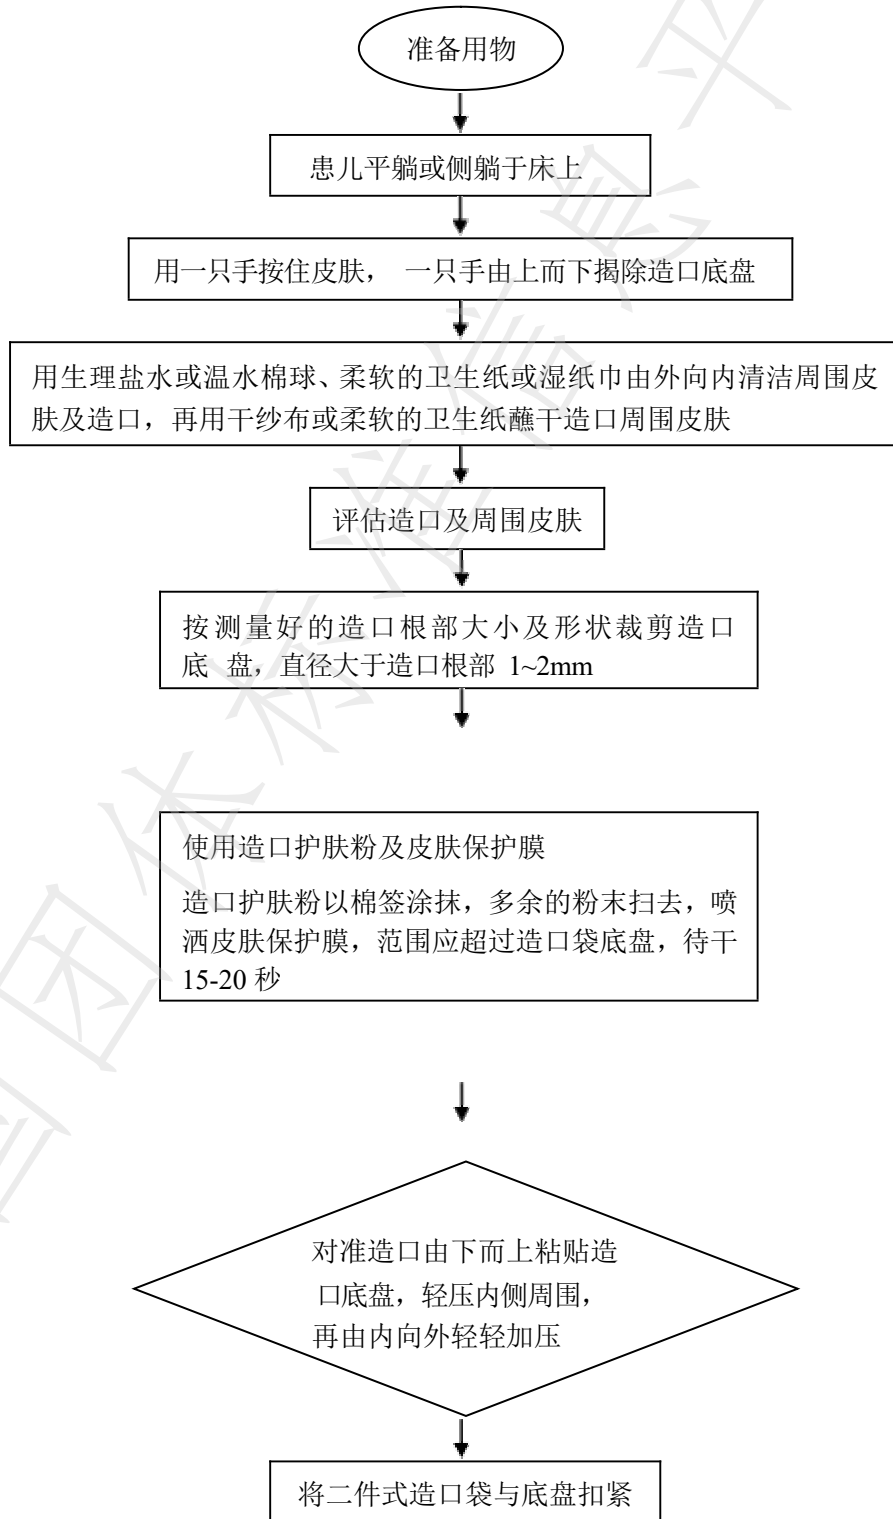 准备用物
患儿平躺或侧躺于床上
用一只手按住皮肤， 一只手由上而下揭除造口底盘
用生理盐水或温水棉球、柔软的卫生纸或湿纸巾由外向内清洁周围皮
肤及造口，再用干纱布或柔软的卫生纸蘸干造口周围皮肤
评估造口及周围皮肤
按测量好的造口根部大小及形状裁剪造口
底 盘，直径大于造口根部 1~2mm
使用造口护肤粉及皮肤保护膜
造口护肤粉以棉签涂抹，多余的粉末扫去，喷
洒皮肤保护膜，范围应超过造口袋底盘，待干
15-20 秒
对准造口由下而上粘贴造
口底盘，轻压内侧周围，
再由内向外轻轻加压
将二件式造口袋与底盘扣紧
国团体标准信息平